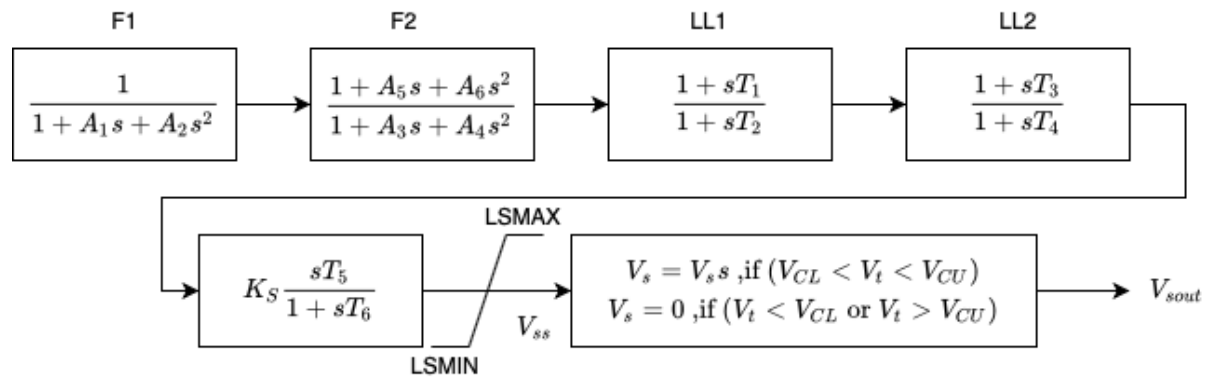 F1
F2
LL1
LL2
1
1 + A₁s + A₂s²
1 + A₅s + A₆s²
1 + A₃s + A₄s²
1 + sT₁
1 + sT₂
1 + sT₃
1 + sT₄
LSMAX
K_S sT₅
1 + sT₆
V_s = V_s s ,if (V_CL < V_t < V_CU)
V_s = 0 ,if (V_t < V_CL or V_t > V_CU)
V_sout
V_ss
LSMIN